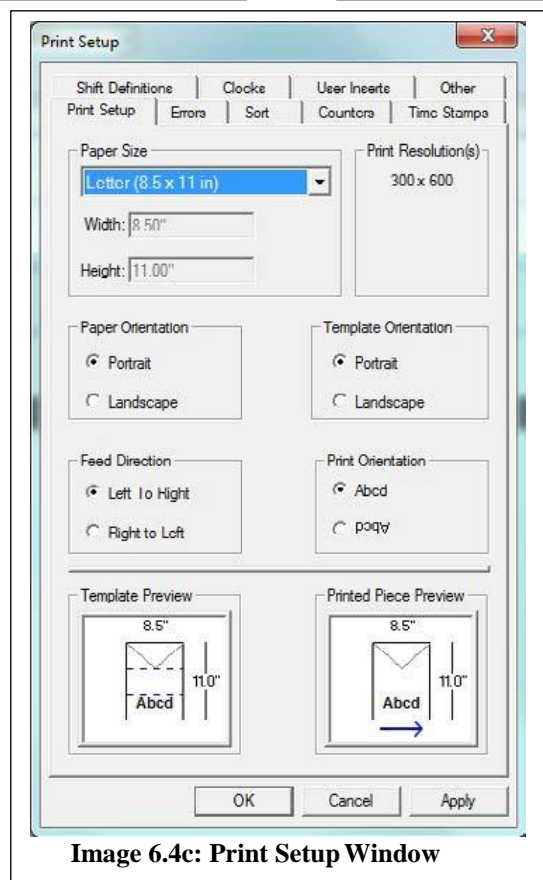 Print Setup
X
Shift Definitions Clocks User Inserts Other
Print Setup Errors Sort Counters Time Stamps
Paper Size
Letter (8.5 x 11 in)
Width: 8.50"
Height: 11.00"
Print Resolution(s)
300 x 600
Paper Orientation
Portrait
Landscape
Template Orientation
Portrait
Landscape
Feed Direction
Left To Right
Right to Left
Print Orientation
Abcd
Abcd
Template Preview
8.5"
11.0"
Abcd
Printed Piece Preview
8.5"
11.0"
Abcd
OK Cancel Apply
Image 6.4c: Print Setup Window